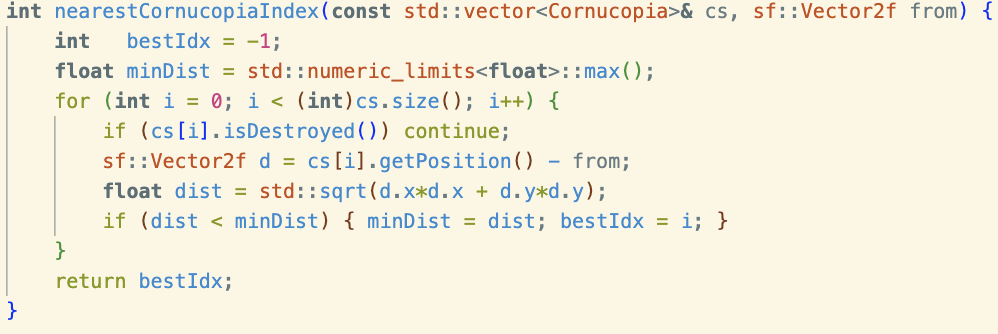 int nearestCornucopiaIndex(const std::vector<Cornucopia>& cs, sf::Vector2f from) {
    int   bestIdx = -1;
    float minDist = std::numeric_limits<float>::max();
    for (int i = 0; i < (int)cs.size(); i++) {
        if (cs[i].isDestroyed()) continue;
        sf::Vector2f d = cs[i].getPosition() - from;
        float dist = std::sqrt(d.x*d.x + d.y*d.y);
        if (dist < minDist) { minDist = dist; bestIdx = i; }
    }
    return bestIdx;
}